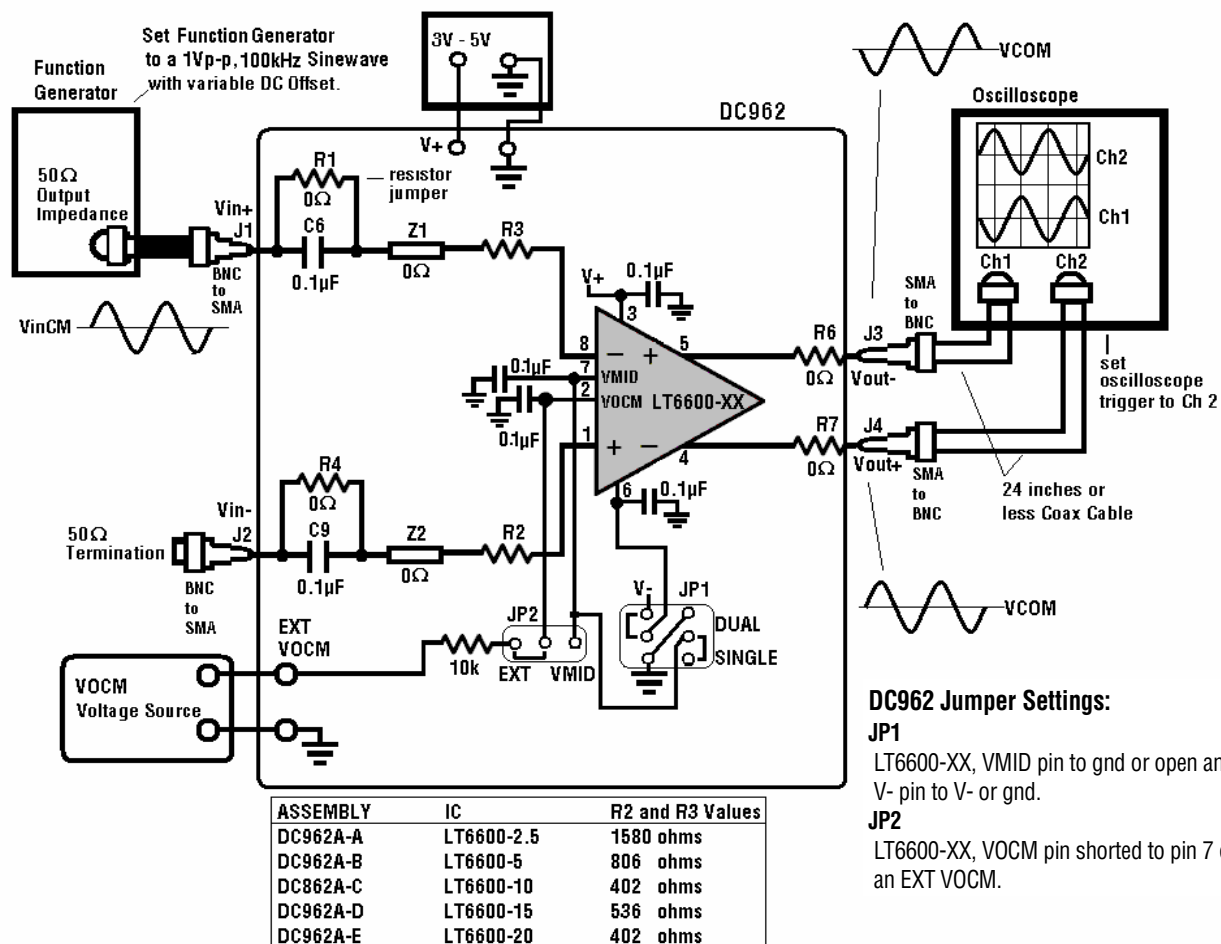 Set Function Generator
to a 1Vp-p, 100kHz Sinewave
with variable DC Offset.
Function
Generator
50Ω
Output
Impedance
3V - 5V
V+
DC962
VCOM
Oscilloscope
Ch2
Ch1
Ch1 Ch2
set
oscilloscope
trigger to Ch 2
R1
0Ω
resistor
jumper
Vin+
J1
C6
0.1µF
BNC
to
SMA
Z1
0Ω
R3
VinCM
V+
0.1µF
3
8
5
7
VMID
2
VOCM LT6600-XX
0.1µF
0.1µF
1
4
6
0.1µF
R6
0Ω
J3
Vout-
SMA
to
BNC
R7
0Ω
J4
Vout+
SMA
to
BNC
24 inches or
less Coax Cable
VCOM
R4
0Ω
Vin-
J2
C9
0.1µF
50Ω
Termination
BNC
to
SMA
Z2
0Ω
R2
EXT
VOCM
10k
JP2
EXT VMID
V-
JP1
DUAL
SINGLE
VOCM
Voltage Source
DC962 Jumper Settings:
JP1
LT6600-XX, VMID pin to gnd or open
V- pin to V- or gnd.
JP2
LT6600-XX, VOCM pin shorted to pin 7
an EXT VOCM.
ASSEMBLY IC R2 and R3 Values
DC962A-A LT6600-2.5 1580 ohms
DC962A-B LT6600-5 806 ohms
DC862A-C LT6600-10 402 ohms
DC962A-D LT6600-15 536 ohms
DC962A-E LT6600-20 402 ohms